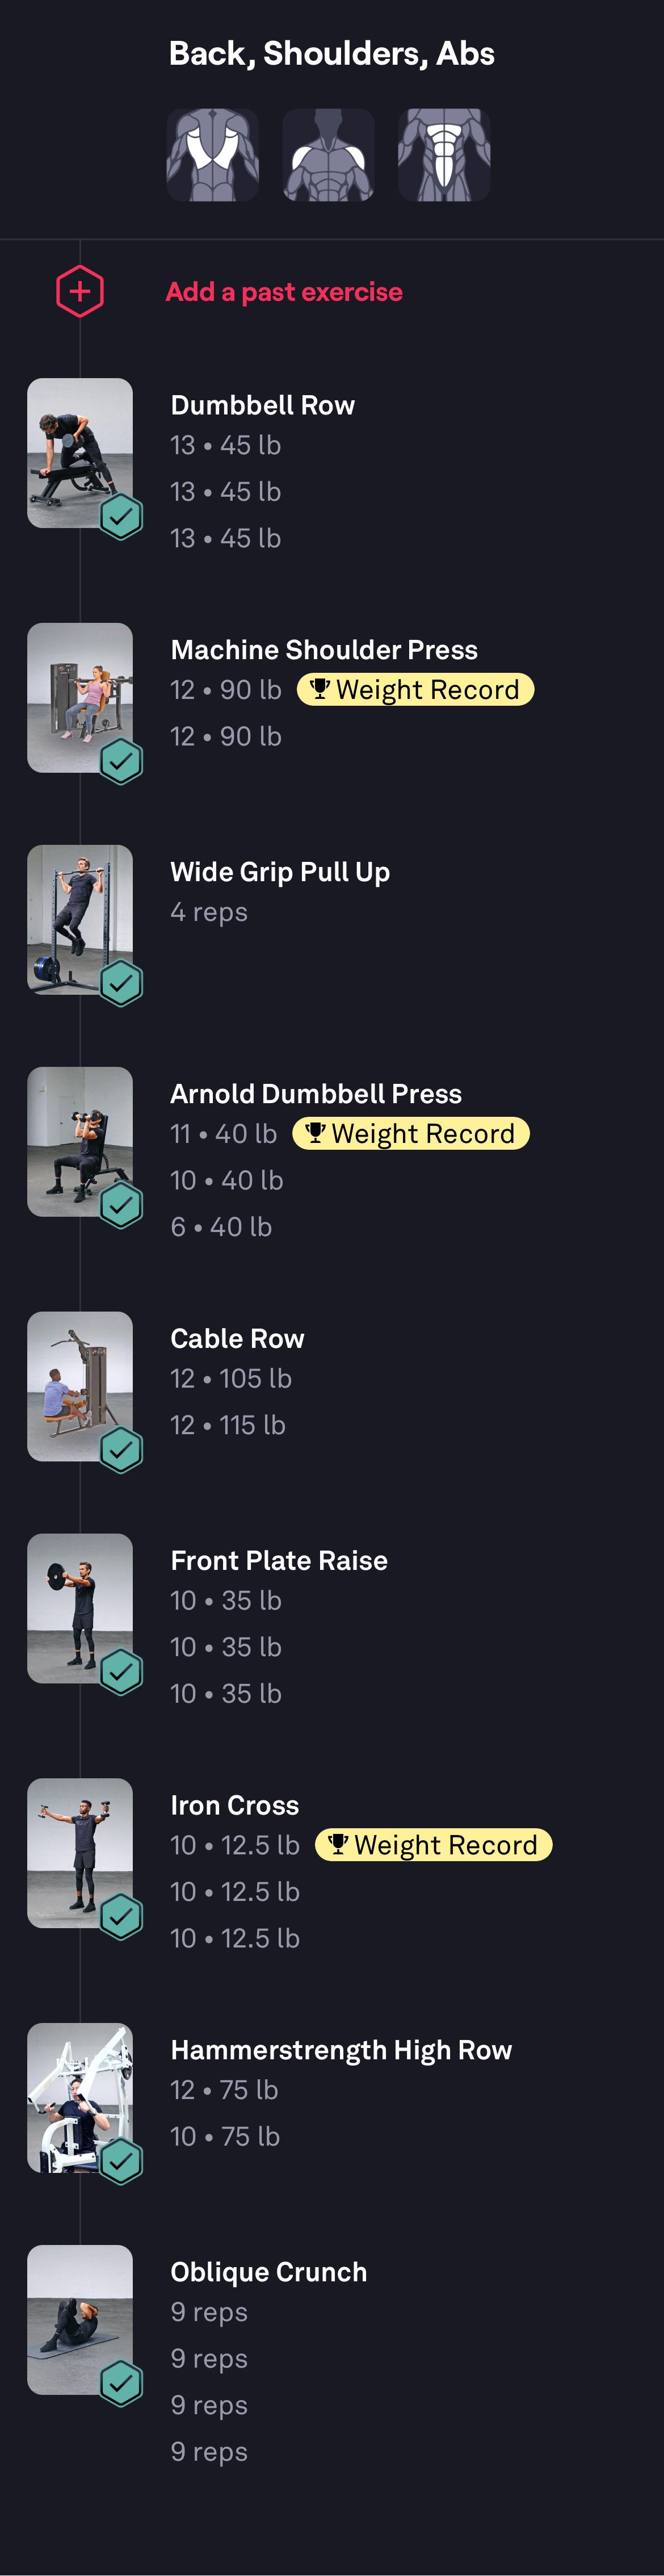 Back, Shoulders, Abs
Add a past exercise
Dumbbell Row
13 • 45 lb
13 • 45 lb
13 • 45 lb
Machine Shoulder Press
12 • 90 lb Weight Record
12 • 90 lb
Wide Grip Pull Up
4 reps
Arnold Dumbbell Press
11 • 40 lb Weight Record
10 • 40 lb
6 • 40 lb
Cable Row
12 • 105 lb
12 • 115 lb
Front Plate Raise
10 • 35 lb
10 • 35 lb
10 • 35 lb
Iron Cross
10 • 12.5 lb Weight Record
10 • 12.5 lb
10 • 12.5 lb
Hammerstrength High Row
12 • 75 lb
10 • 75 lb
Oblique Crunch
9 reps
9 reps
9 reps
9 reps